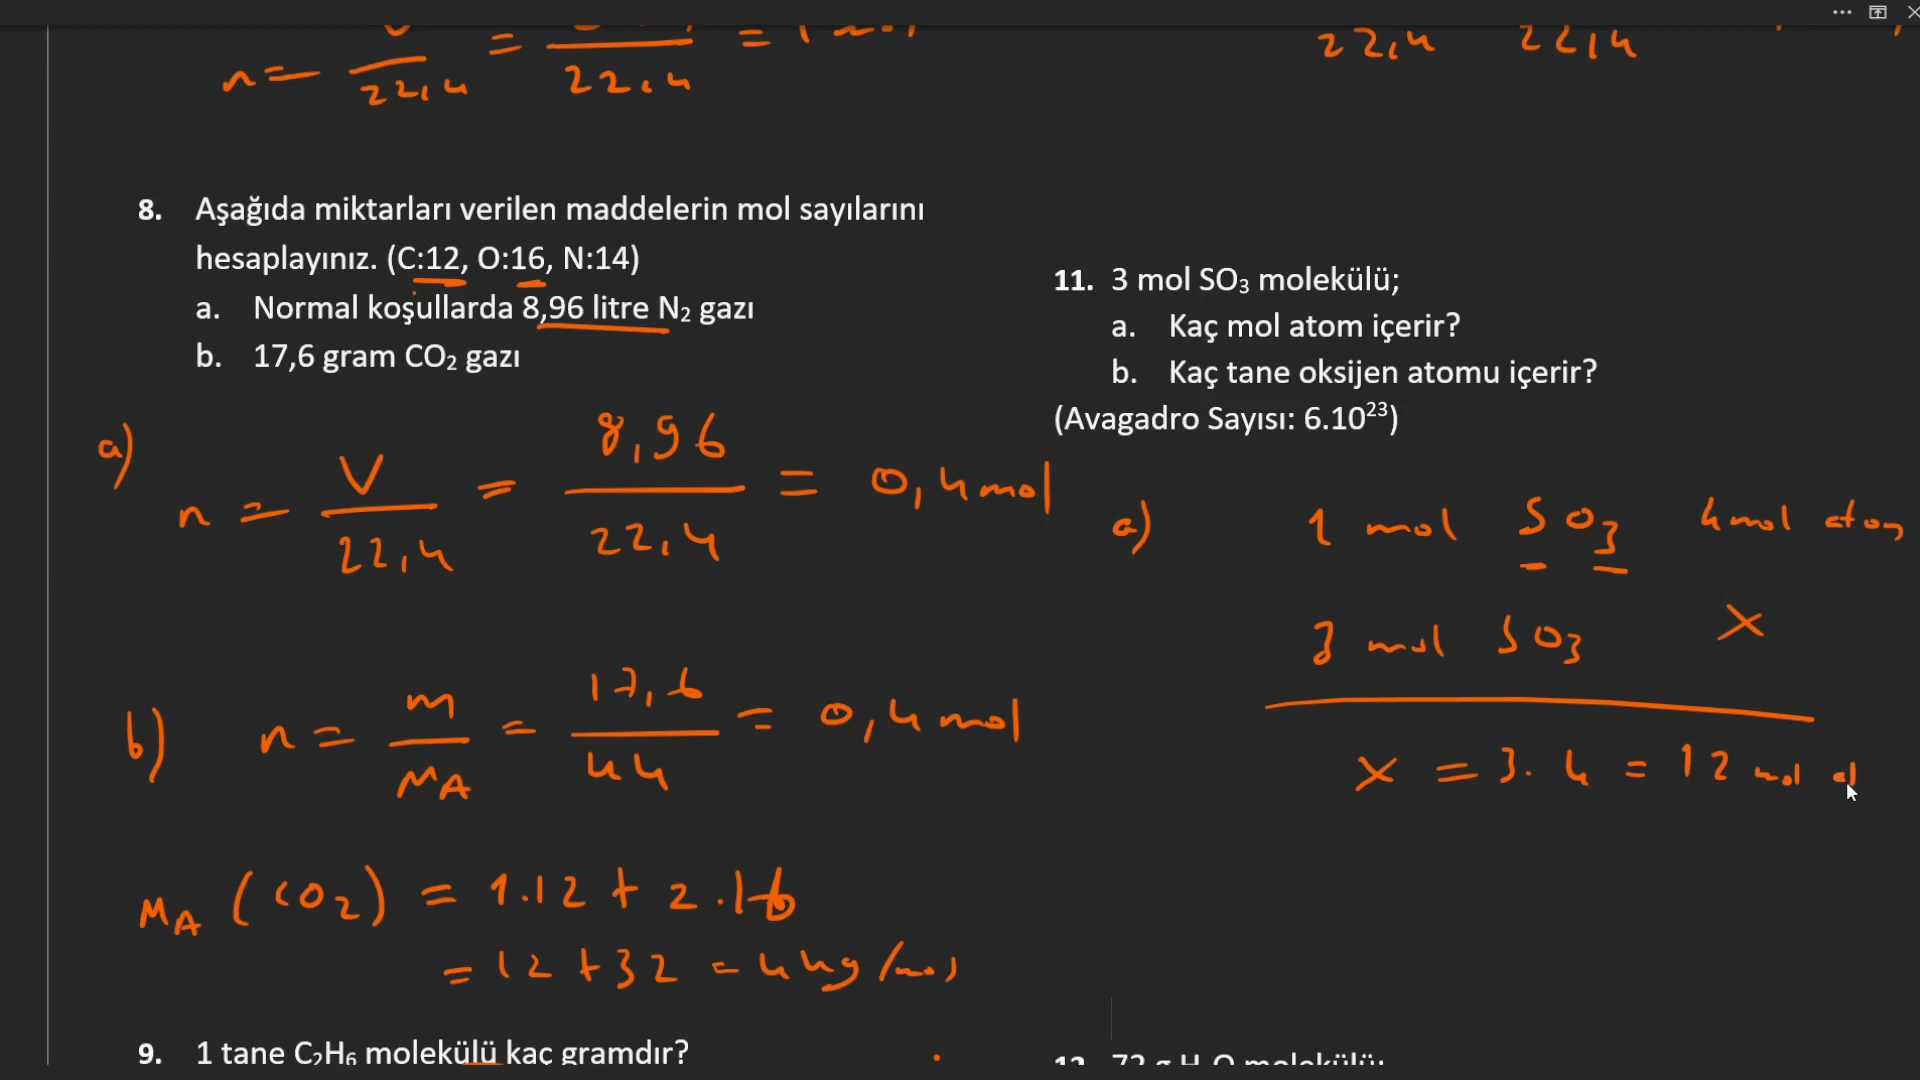 n = V / 22,4 = / 22,4 =
22,4 22,4
8. Aşağıda miktarları verilen maddelerin mol sayılarını
hesaplayınız. (C:12, O:16, N:14)
a. Normal koşullarda 8,96 litre N₂ gazı
b. 17,6 gram CO₂ gazı
a) n = V / 22,4 = 8,96 / 22,4 = 0,4 mol
b) n = m / MA = 17,6 / 44 = 0,4 mol
MA (CO₂) = 1.12 + 2.16
= 12 + 32 = 44g/mol
9. 1 tane C₂H₆ molekülü kaç gramdır?
11. 3 mol SO₃ molekülü;
a. Kaç mol atom içerir?
b. Kaç tane oksijen atomu içerir?
(Avagadro Sayısı: 6.10²³)
a) 1 mol SO₃ 4 mol atom
3 mol SO₃ X
X = 3.4 = 12 mol at
12. 72 g H₂O molekülü;